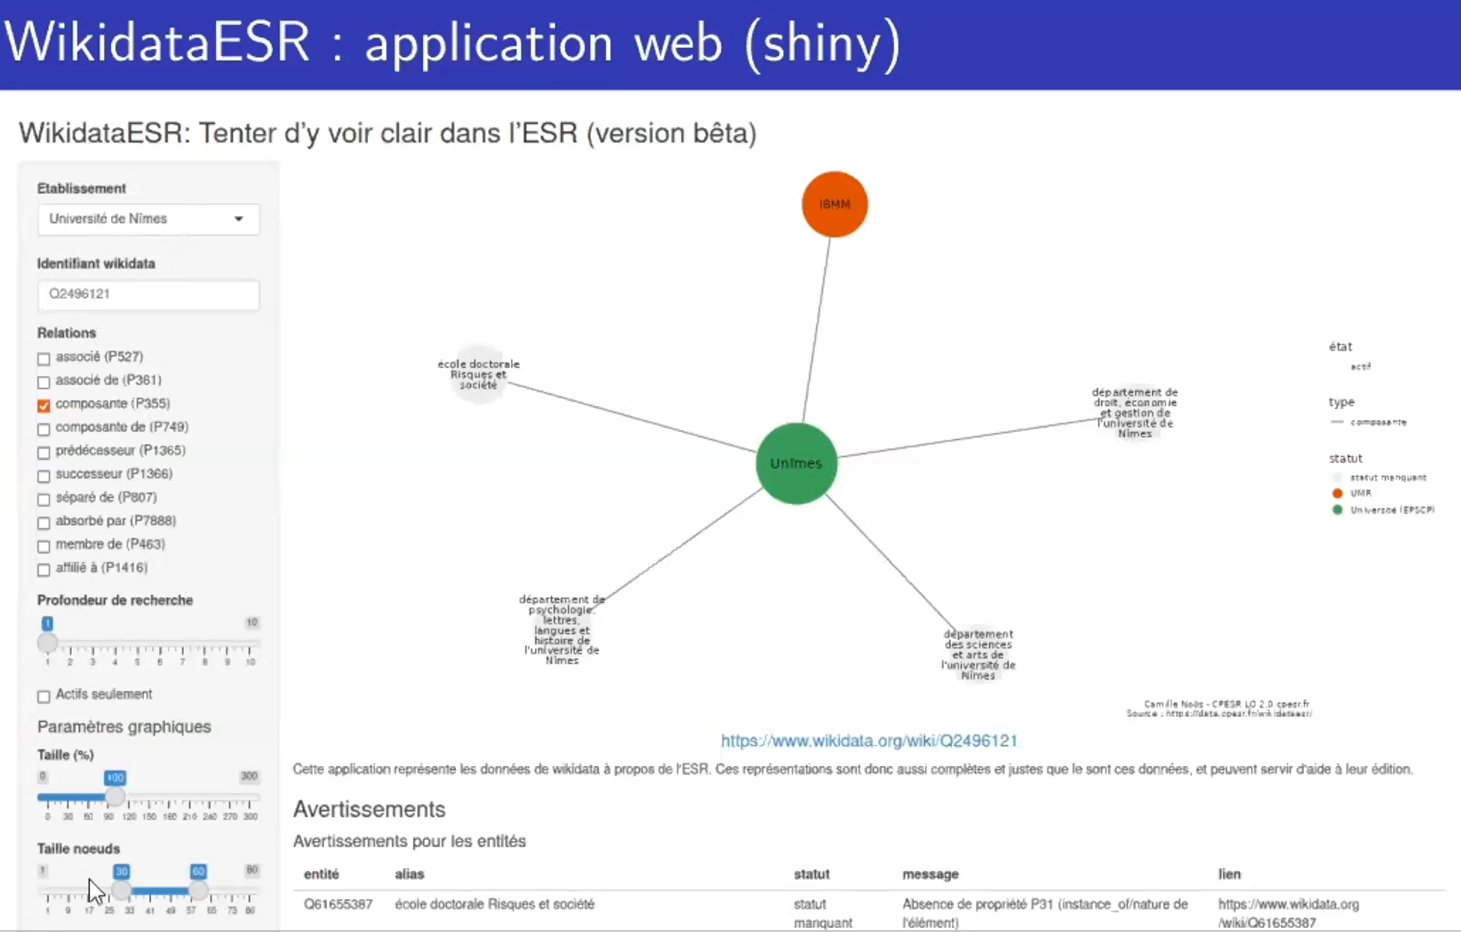 WikidataESR : application web (shiny)
WikidataESR: Tenter d'y voir clair dans l'ESR (version bêta)
Etablissement
Université de Nîmes
Identifiant wikidata
Q2496121
Relations
associé (P527)
associé de (P361)
composante (P355)
composante de (P749)
prédécesseur (P1365)
successeur (P1366)
séparé de (P807)
absorbé par (P7888)
membre de (P463)
affilié à (P1416)
Profondeur de recherche
1 10
1 2 3 4 5 6 7 8 9 10
Actifs seulement
Paramètres graphiques
Taille (%)
0 100 300
0 30 60 90 120 150 180 210 240 270 300
Taille noeuds
1 30 60 80
1 9 17 25 33 41 49 57 65 73 80
IBMM
école doctorale
Risques et
société
département de
droit, économie
et gestion de
l'université de
Nîmes
Unîmes
département de
psychologie,
lettres,
langues et
histoire de
l'université de
Nîmes
département
des sciences
et arts de
l'université de
Nîmes
état
actif
type
composante
statut
statut manquant
UMR
Université (EPSCP)
Camille Noûs - CPESR LO 2.0 cpesr.fr
Source : https://data.cpesr.fr/wikidataesr/
https://www.wikidata.org/wiki/Q2496121
Cette application représente les données de wikidata à propos de l'ESR. Ces représentations sont donc aussi complètes et justes que le sont ces données, et peuvent servir d'aide à leur édition.
Avertissements
Avertissements pour les entités
entité alias statut message lien
Q61655387 école doctorale Risques et société statut Absence de propriété P31 (instance_of/nature de https://www.wikidata.org
manquant l'élément) /wiki/Q61655387